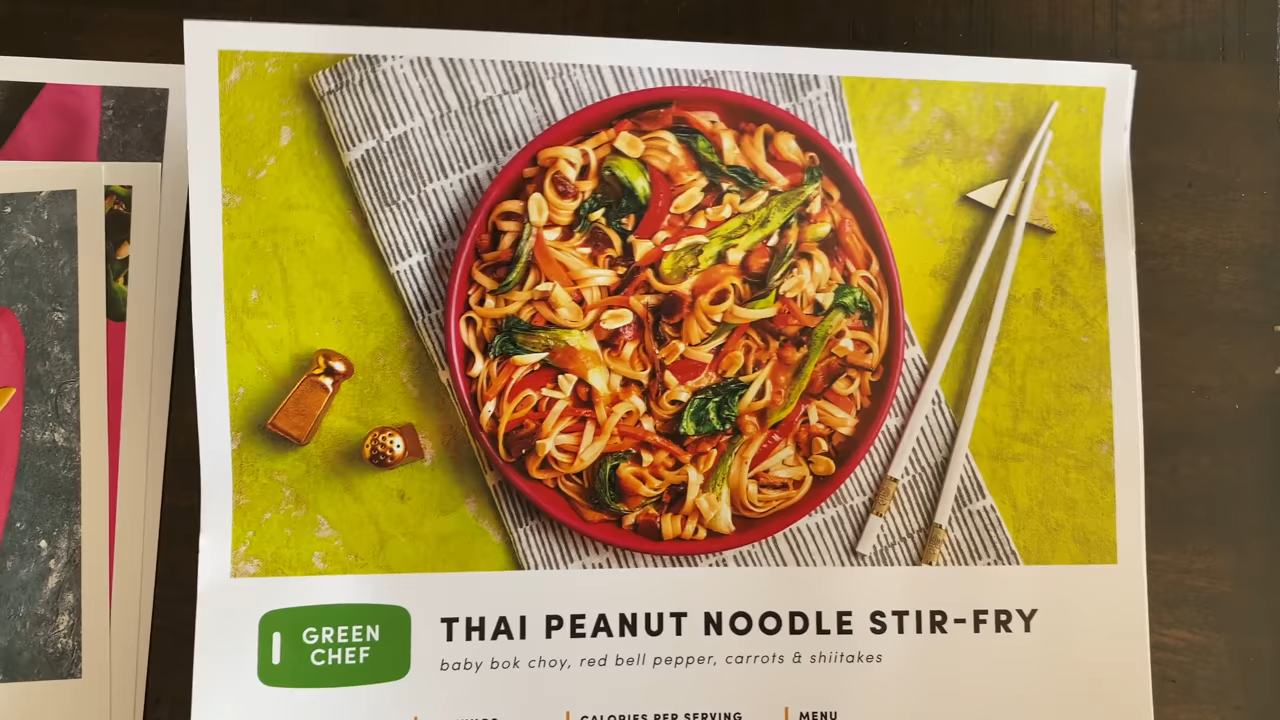 GREEN
CHEF
THAI PEANUT NOODLE STIR-FRY
baby bok choy, red bell pepper, carrots & shiitakes
CALORIES PER SERVING
MENU